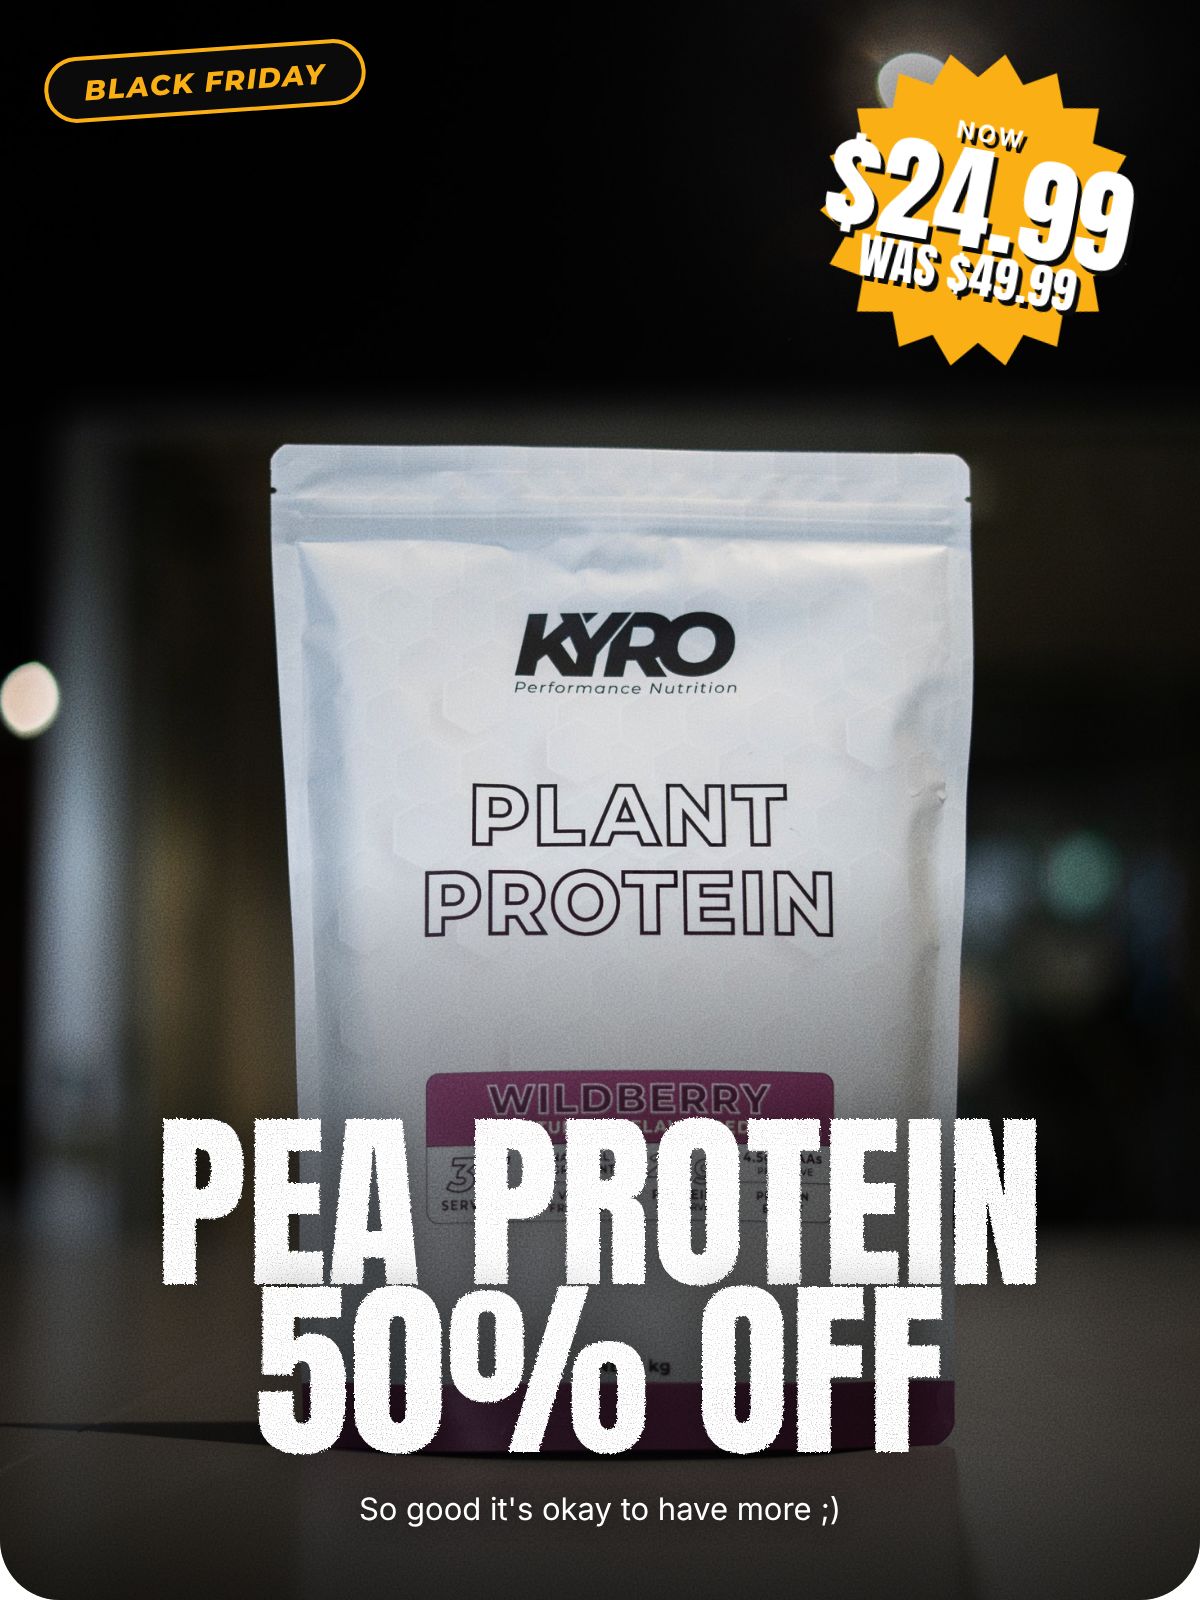 BLACK FRIDAY
NOW
$24.99
WAS $49.99
KYRO
Performance Nutrition
PLANT
PROTEIN
WILDBERRY
PEA PROTEIN
50% OFF
kg
So good it's okay to have more ;)